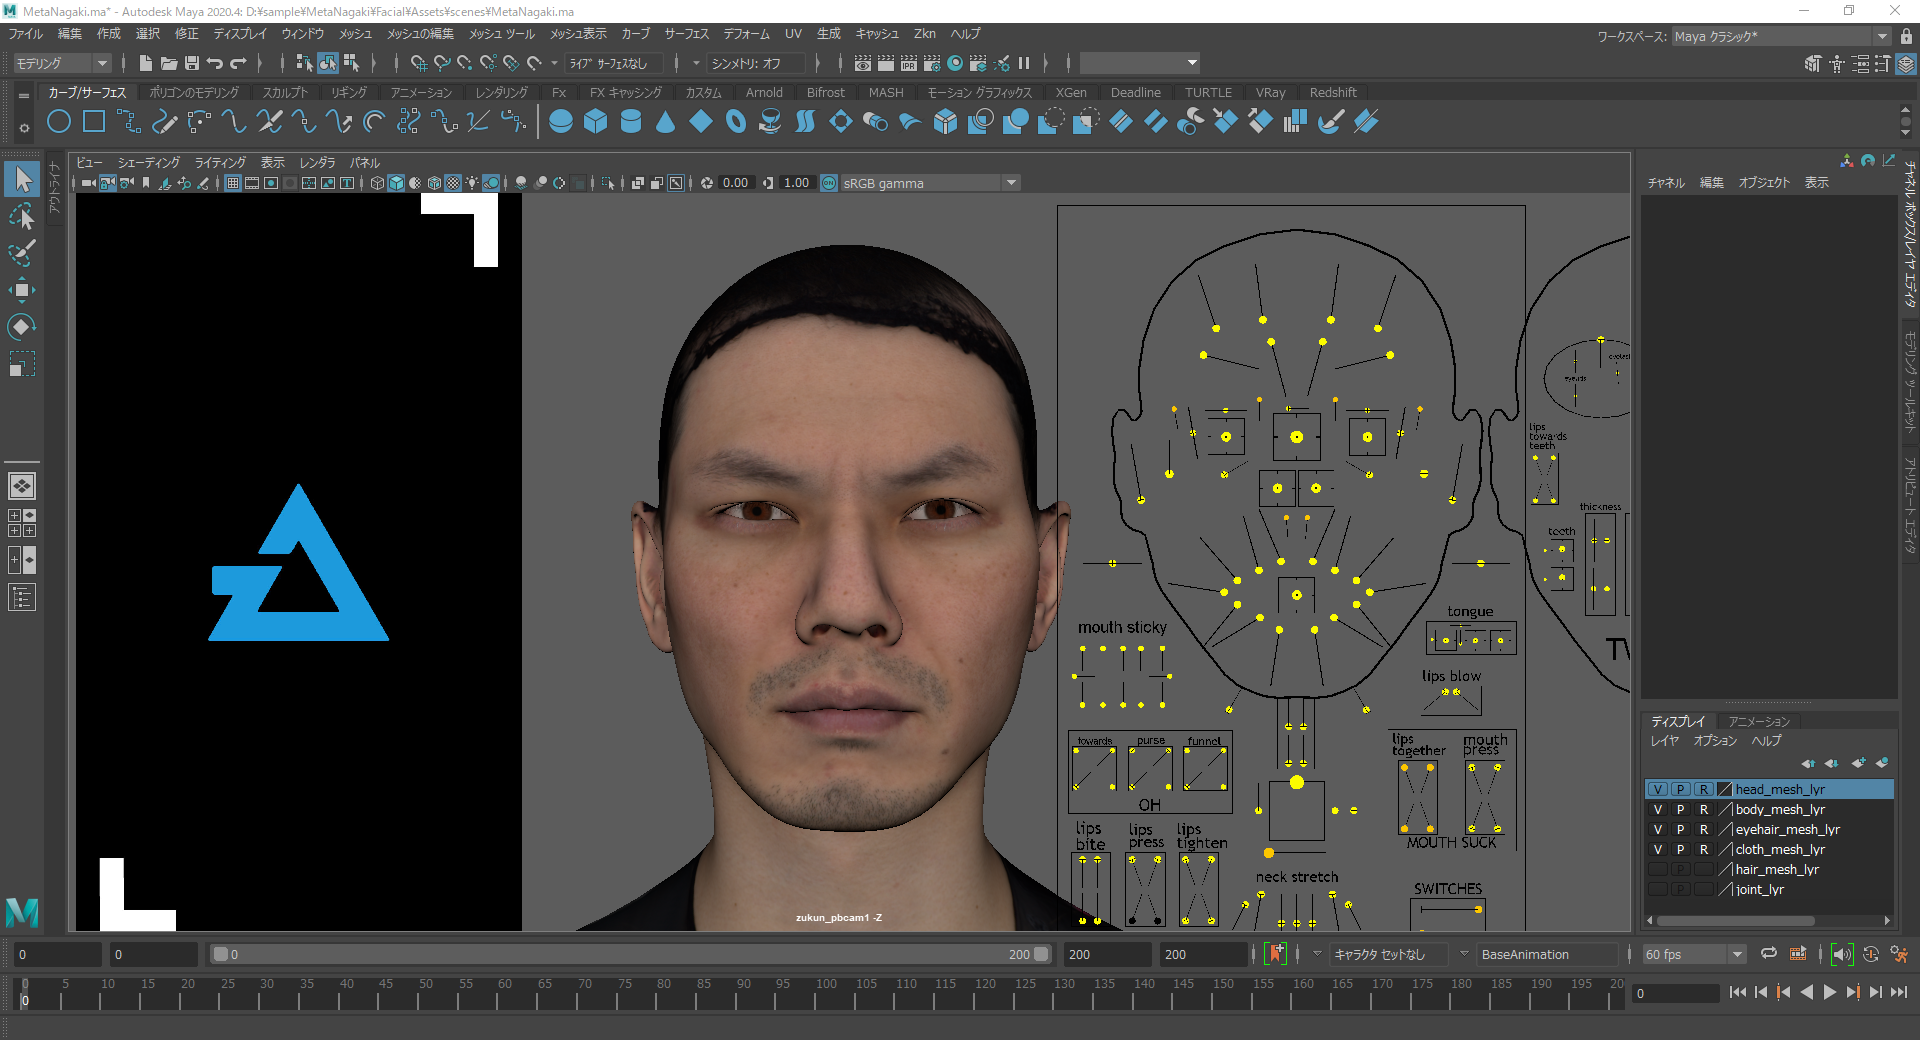 MetaNagaki.ma* - Autodesk Maya 2020.4: D:¥sample¥MetaNagaki¥Facial¥Assets¥scenes¥MetaNagaki.ma
ファイル 編集 作成 選択 修正 ディスプレイ ウィンドウ メッシュ メッシュの編集 メッシュ ツール メッシュ表示 カーブ サーフェス デフォーム UV 生成 キャッシュ Zkn ヘルプ
ワークスペース: Maya クラシック*
モデリング
ライブ サーフェスなし
シンメトリ: オフ
IPR
カーブ/サーフェス ポリゴンのモデリング スカルプト リギング アニメーション レンダリング Fx FX キャッシング カスタム Arnold Bifrost MASH モーション グラフィックス XGen Deadline TURTLE VRay Redshift
アウトライナ
ビュー シェーディング ライティング 表示 レンダラ パネル
0.00 1.00 ON sRGB gamma
チャネル 編集 オブジェクト 表示
チャネル ボックス/レイヤ エディタ
モデリング ツールキット
アトリビュート エディタ
eyelids
lips
towards
teeth
thickness
teeth
tongue
mouth sticky
lips blow
towards purse funnel
OH
lips
together
mouth
press
MOUTH SUCK
lips
bite
lips
press
lips
tighten
neck stretch
SWITCHES
zukun_pbcam1 -Z
ディスプレイ アニメーション
レイヤ オプション ヘルプ
V P R head_mesh_lyr
V P R body_mesh_lyr
V P R eyehair_mesh_lyr
V P R cloth_mesh_lyr
P hair_mesh_lyr
P joint_lyr
0 0 0 200 200 200 キャラクタ セットなし BaseAnimation 60 fps
0 5 10 15 20 25 30 35 40 45 50 55 60 65 70 75 80 85 90 95 100 105 110 115 120 125 130 135 140 145 150 155 160 165 170 175 180 185 190 195 20
0 0